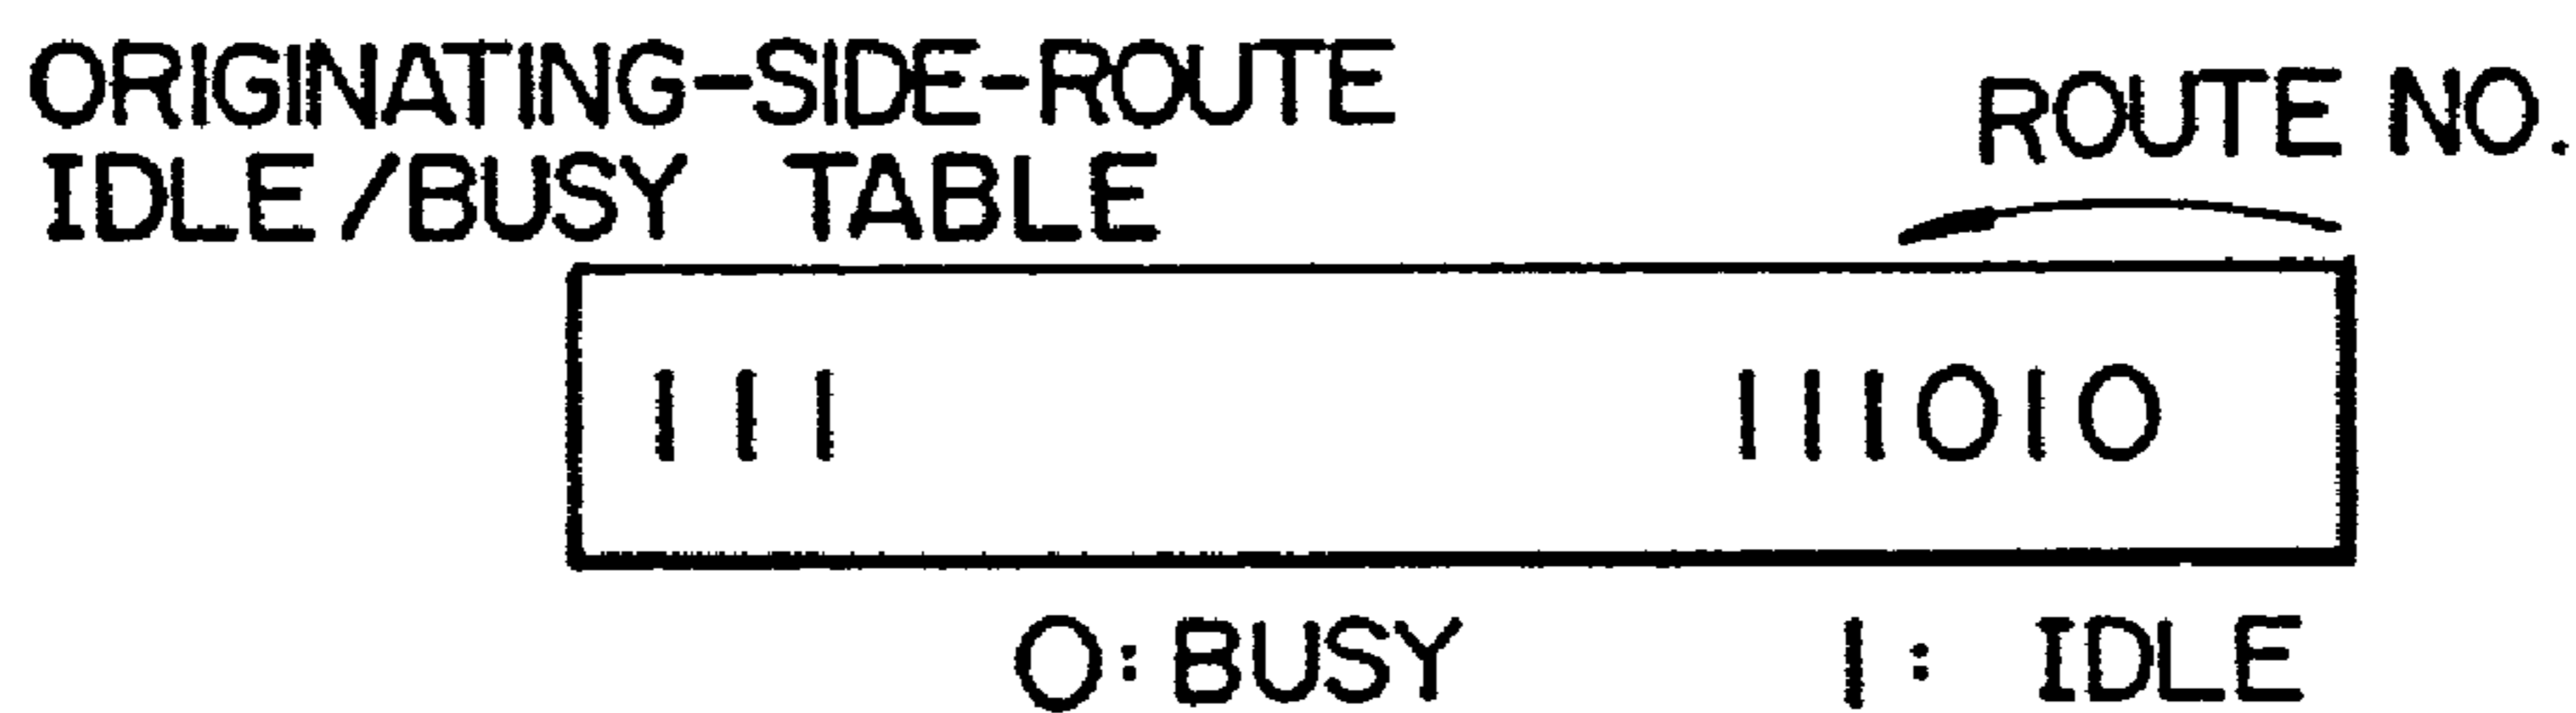 ORIGINATING-SIDE-ROUTE
IDLE/BUSY TABLE
ROUTE NO.
111 111010
0: BUSY 1: IDLE